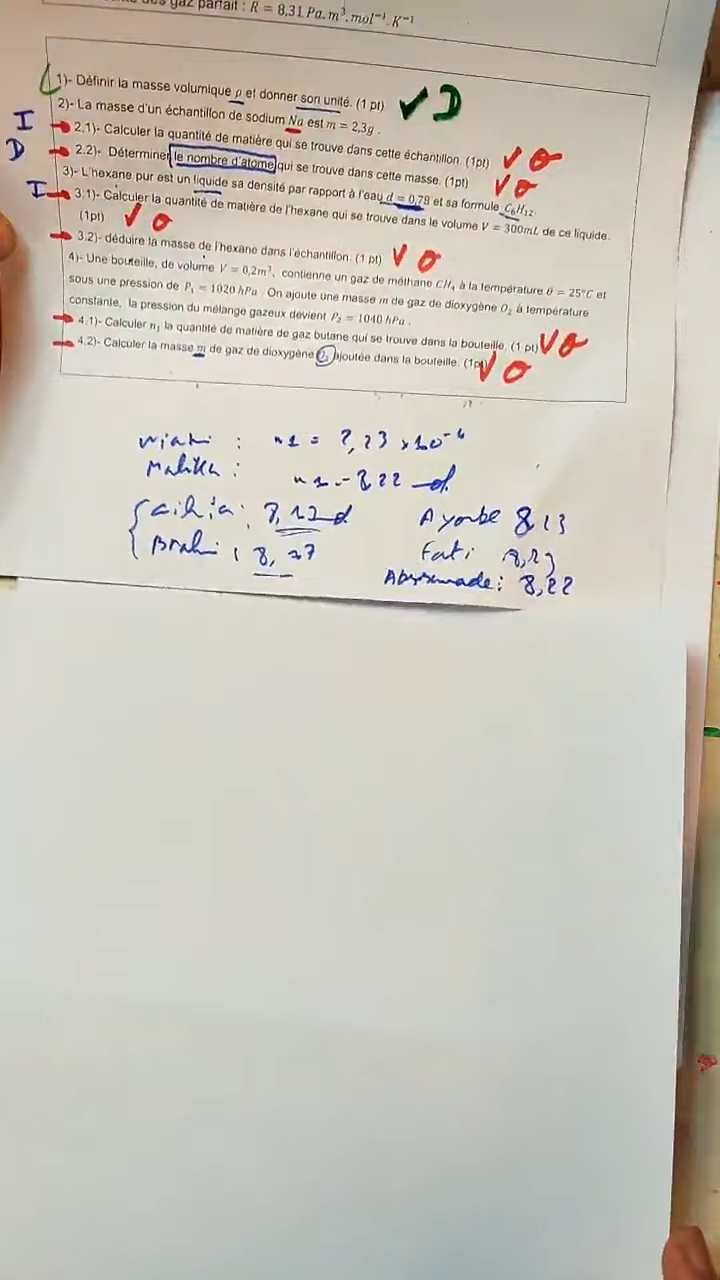 gaz parfait : R = 8,31 Pa.m³.mol⁻¹.K⁻¹
1)- Définir la masse volumique ρ et donner son unité. (1 pt) D
2)- La masse d'un échantillon de sodium Na est m = 2,3g .
I 2.1)- Calculer la quantité de matière qui se trouve dans cette échantillon. (1pt)
D 2.2)- Déterminer le nombre d'atome qui se trouve dans cette masse. (1pt)
3)- L'hexane pur est un liquide sa densité par rapport à l'eau d = 0,78 et sa formule C₆H₁₂.
I 3.1)- Calculer la quantité de matière de l'hexane qui se trouve dans le volume V = 300mL de ce liquide.
(1pt)
3.2)- déduire la masse de l'hexane dans l'échantillon. (1 pt)
4)- Une bouteille, de volume V = 0,2m³, contienne un gaz de méthane CH₄ à la température θ = 25°C et
sous une pression de P₁ = 1020 hPa . On ajoute une masse m de gaz de dioxygène O₂ à température
constante, la pression du mélange gazeux devient P₂ = 1040 hPa .
4.1)- Calculer n₁ la quantité de matière de gaz butane qui se trouve dans la bouteille. (1 pt)
4.2)- Calculer la masse m de gaz de dioxygène ajoutée dans la bouteille. (1pt)
Malika :
Ayoube 8,13
Fati
8,22